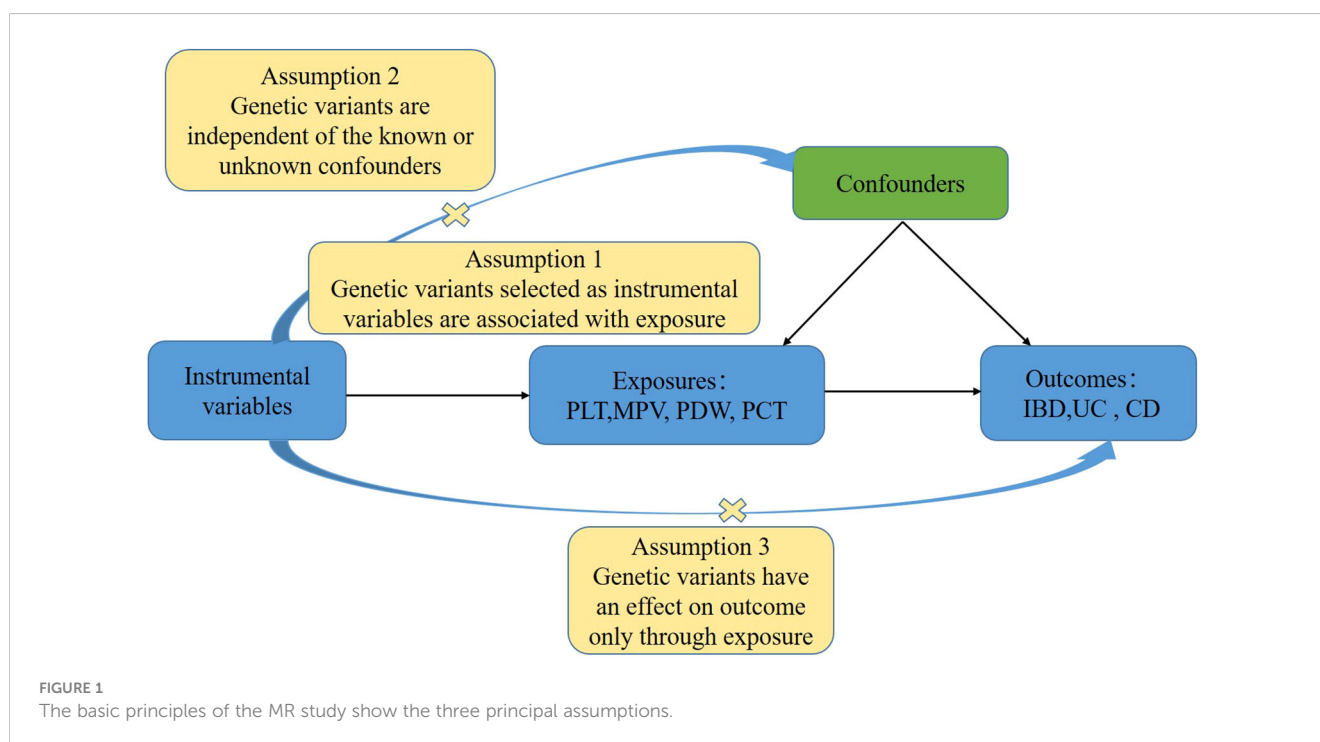 Assumption 2
Genetic variants are
independent of the known or
unknown confounders
Confounders
Assumption 1
Genetic variants selected as instrumental
variables are associated with exposure
Instrumental
variables
Exposures：
PLT,MPV, PDW, PCT
Outcomes：
IBD,UC , CD
Assumption 3
Genetic variants have
an effect on outcome
only through exposure
FIGURE 1
The basic principles of the MR study show the three principal assumptions.